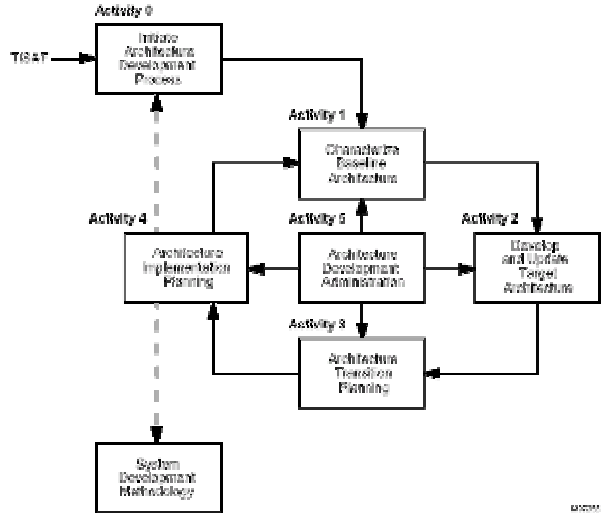 Activity 0
Initiate
Architecture
Development
Process
Activity 1
Characterize
Baseline
Architecture
Activity 4
Architecture
Implementation
Planning
Activity 5
Architecture
Development
Administration
Activity 2
Develop
and Update
Target
Architecture
Activity 3
Architecture
Transition
Planning
System
Development
Methodology